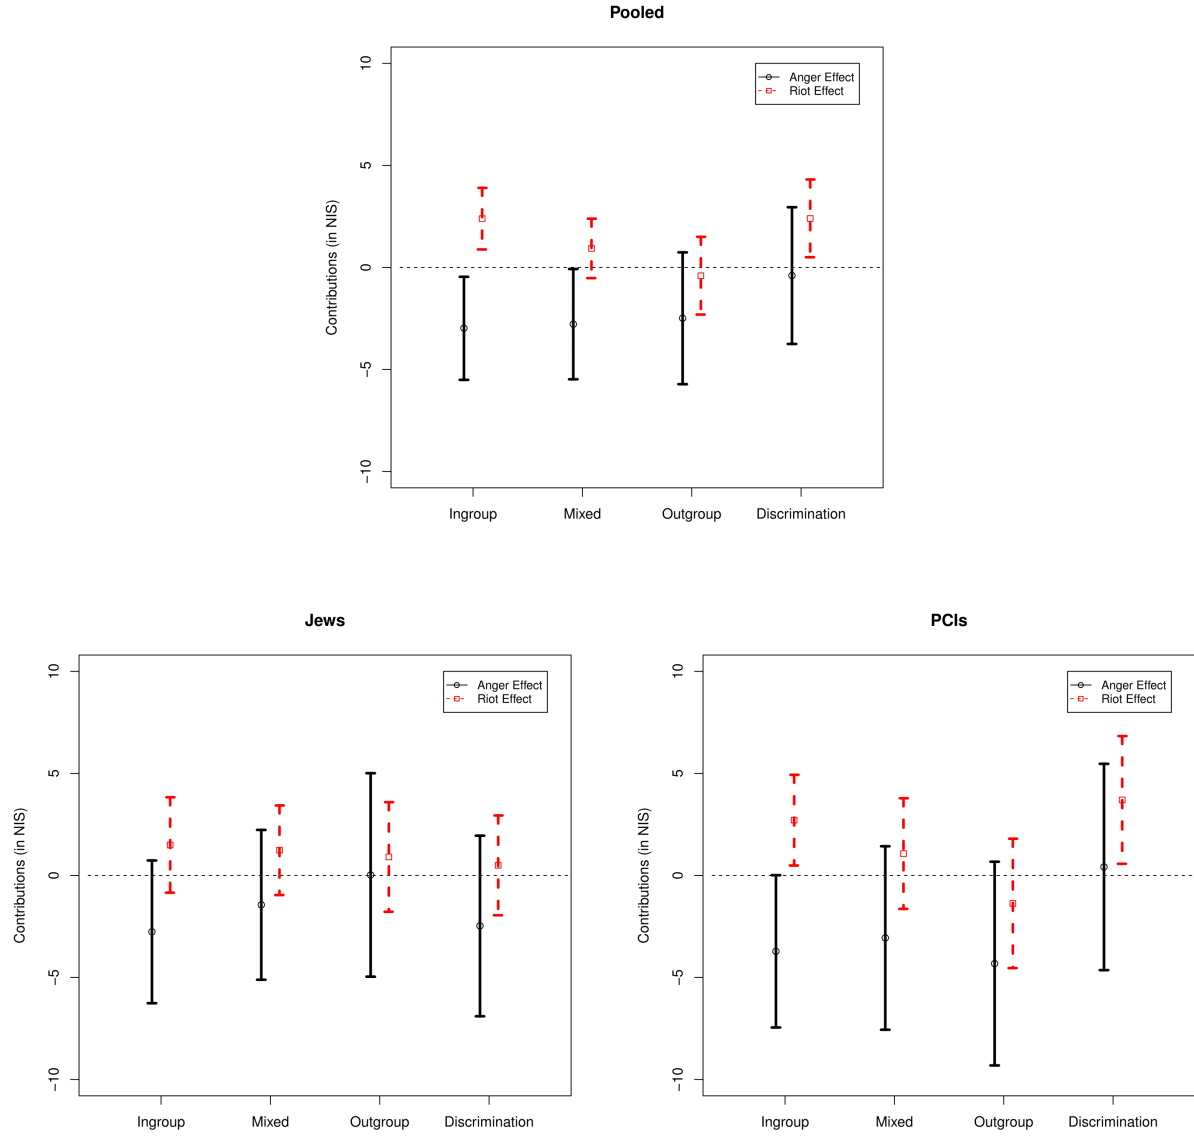 Pooled
Contributions (in NIS)
10
5
0
−5
−10
Anger Effect
Riot Effect
Ingroup Mixed Outgroup Discrimination
Jews
Contributions (in NIS)
10
5
0
−5
−10
Anger Effect
Riot Effect
Ingroup Mixed Outgroup Discrimination
PCIs
Contributions (in NIS)
10
5
0
−5
−10
Anger Effect
Riot Effect
Ingroup Mixed Outgroup Discrimination